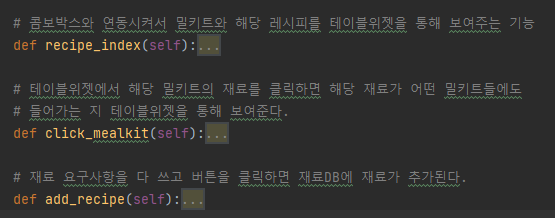 # 콤보박스와 연동시켜서 밀키트와 해당 레시피를 테이블위젯을 통해 보여주는 기능
def recipe_index(self):...
# 테이블위젯에서 해당 밀키트의 재료를 클릭하면 해당 재료가 어떤 밀키트들에도
# 들어가는 지 테이블위젯을 통해 보여준다.
def click_mealkit(self):...
# 재료 요구사항을 다 쓰고 버튼을 클릭하면 재료DB에 재료가 추가된다.
def add_recipe(self):...